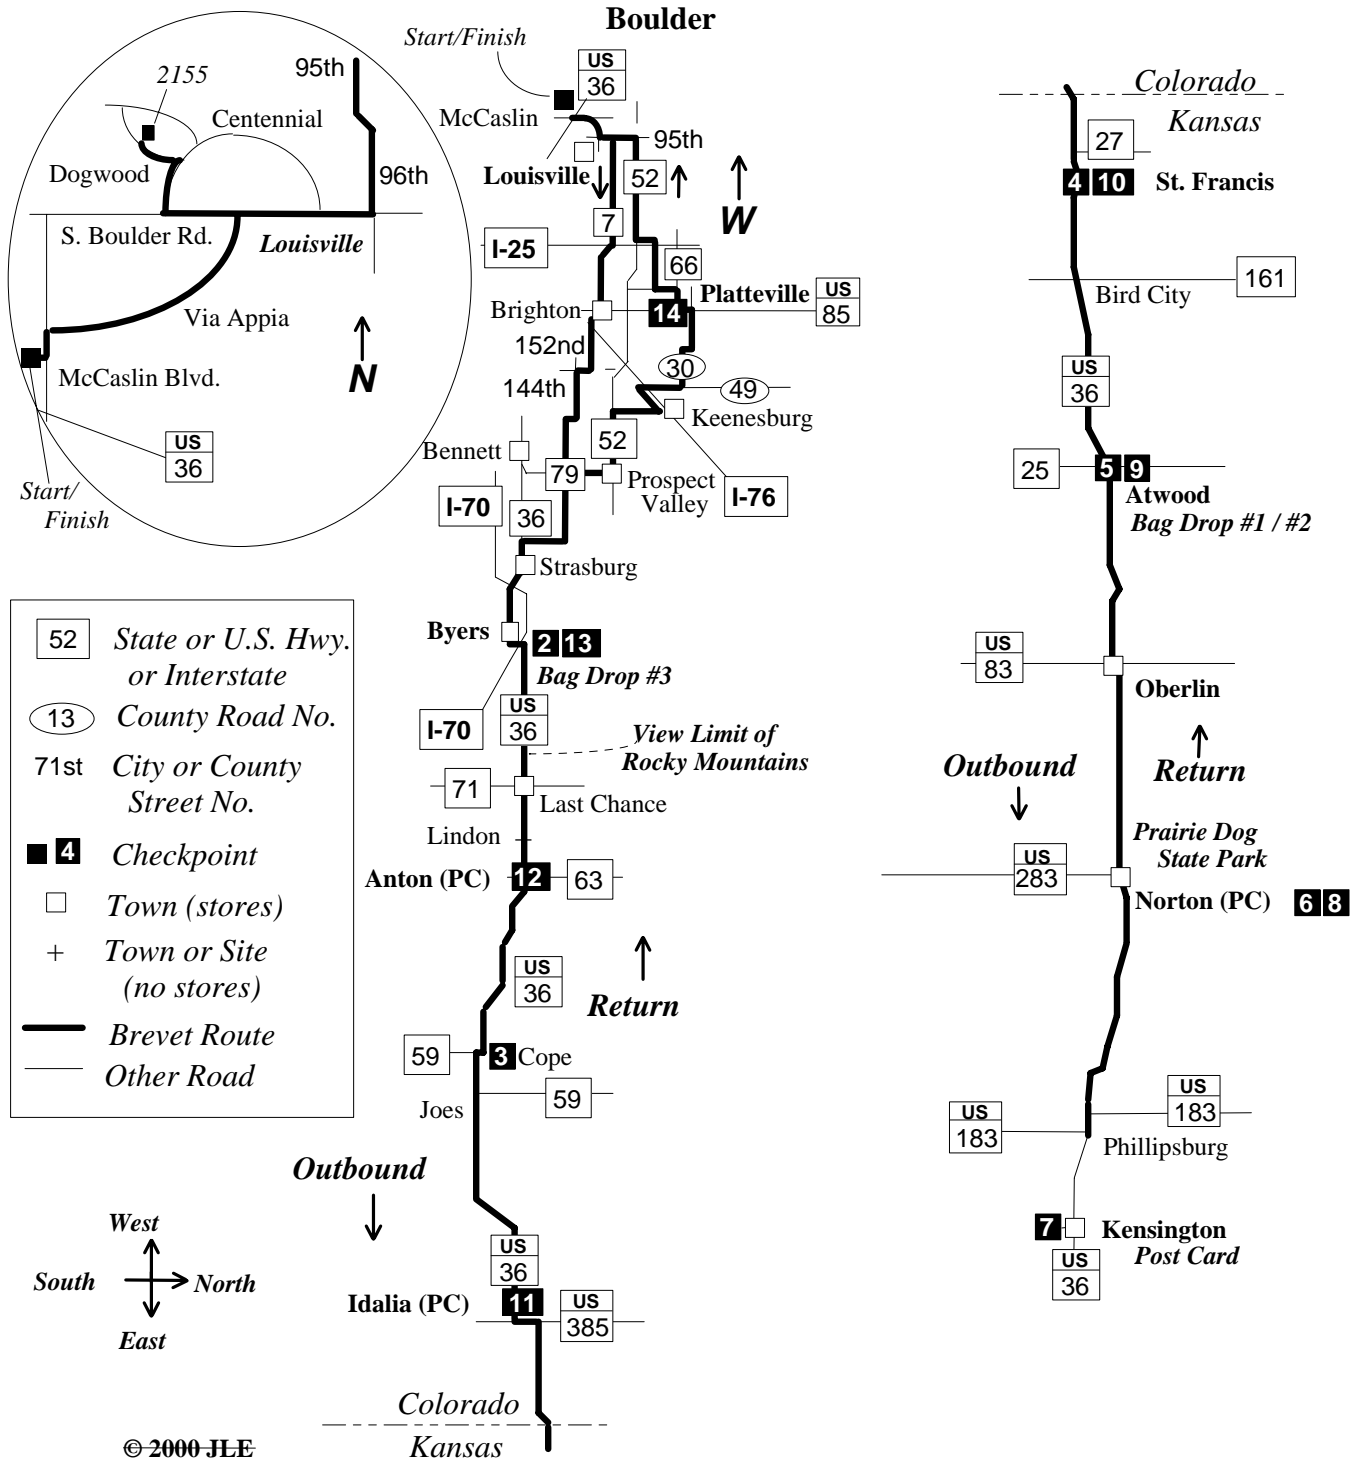 Boulder
Start/Finish
US
36
McCaslin
95th
Louisville
52
7
W
I-25
66
Platteville
US
85
Brighton
14
152nd
30
144th
49
Keenesburg
52
Bennett
79
Prospect
Valley
I-76
I-70
36
Strasburg
Byers
2 13
Bag Drop #3
I-70
US
36
View Limit of
Rocky Mountains
71
Last Chance
Lindon
Anton (PC)
12
63
US
36
Return
59
3
Cope
Joes
59
Outbound
US
36
Idalia (PC)
11
US
385
Colorado
Kansas
2155
95th
Centennial
Dogwood
96th
S. Boulder Rd.
Louisville
Via Appia
McCaslin Blvd.
N
US
36
Start/
Finish
52
State or U.S. Hwy.
or Interstate
13
County Road No.
71st
City or County
Street No.
4
Checkpoint
Town (stores)
Town or Site
(no stores)
Brevet Route
Other Road
West
South
North
East
© 2000 JLE
Colorado
Kansas
27
4 10
St. Francis
161
Bird City
US
36
25
5 9
Atwood
Bag Drop #1 / #2
US
83
Oberlin
Outbound
Return
Prairie Dog
State Park
US
283
Norton (PC)
6 8
US
183
US
183
Phillipsburg
7
Kensington
Post Card
US
36